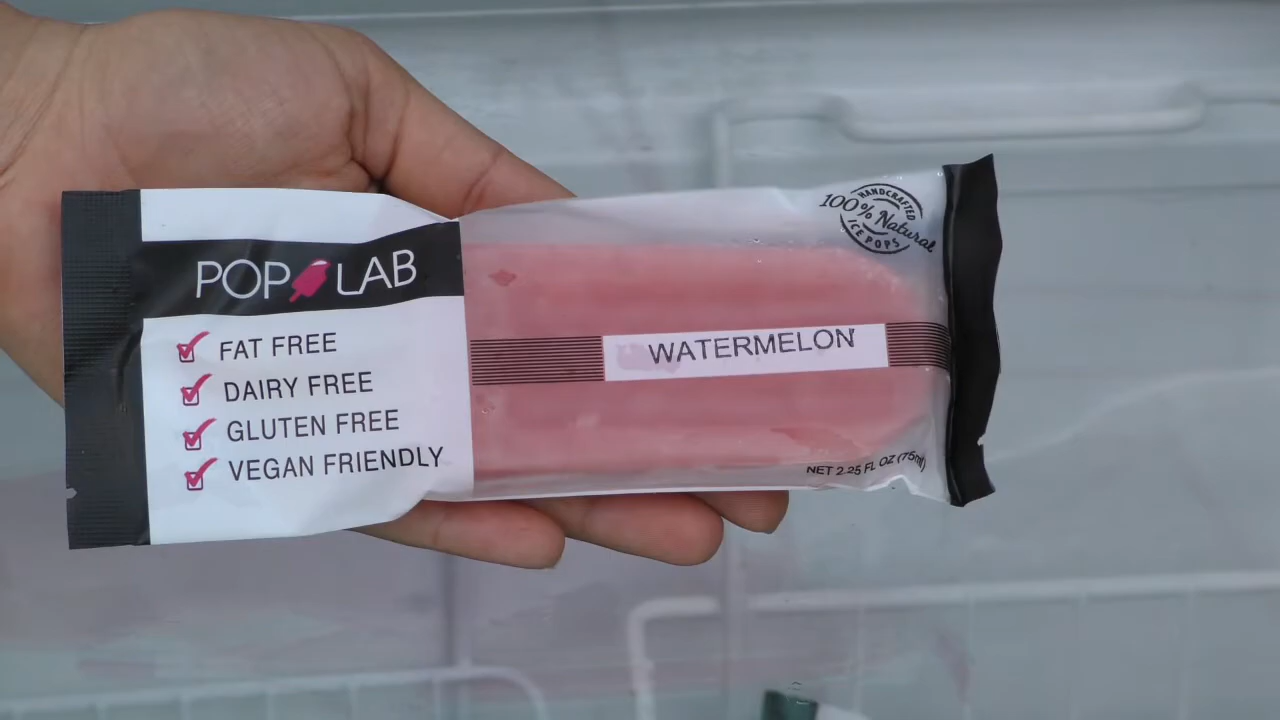 POP LAB
FAT FREE
DAIRY FREE
GLUTEN FREE
VEGAN FRIENDLY
WATERMELON
HANDCRAFTED
100% Natural
ICE POPS
NET 2.25 FL OZ (75ml)